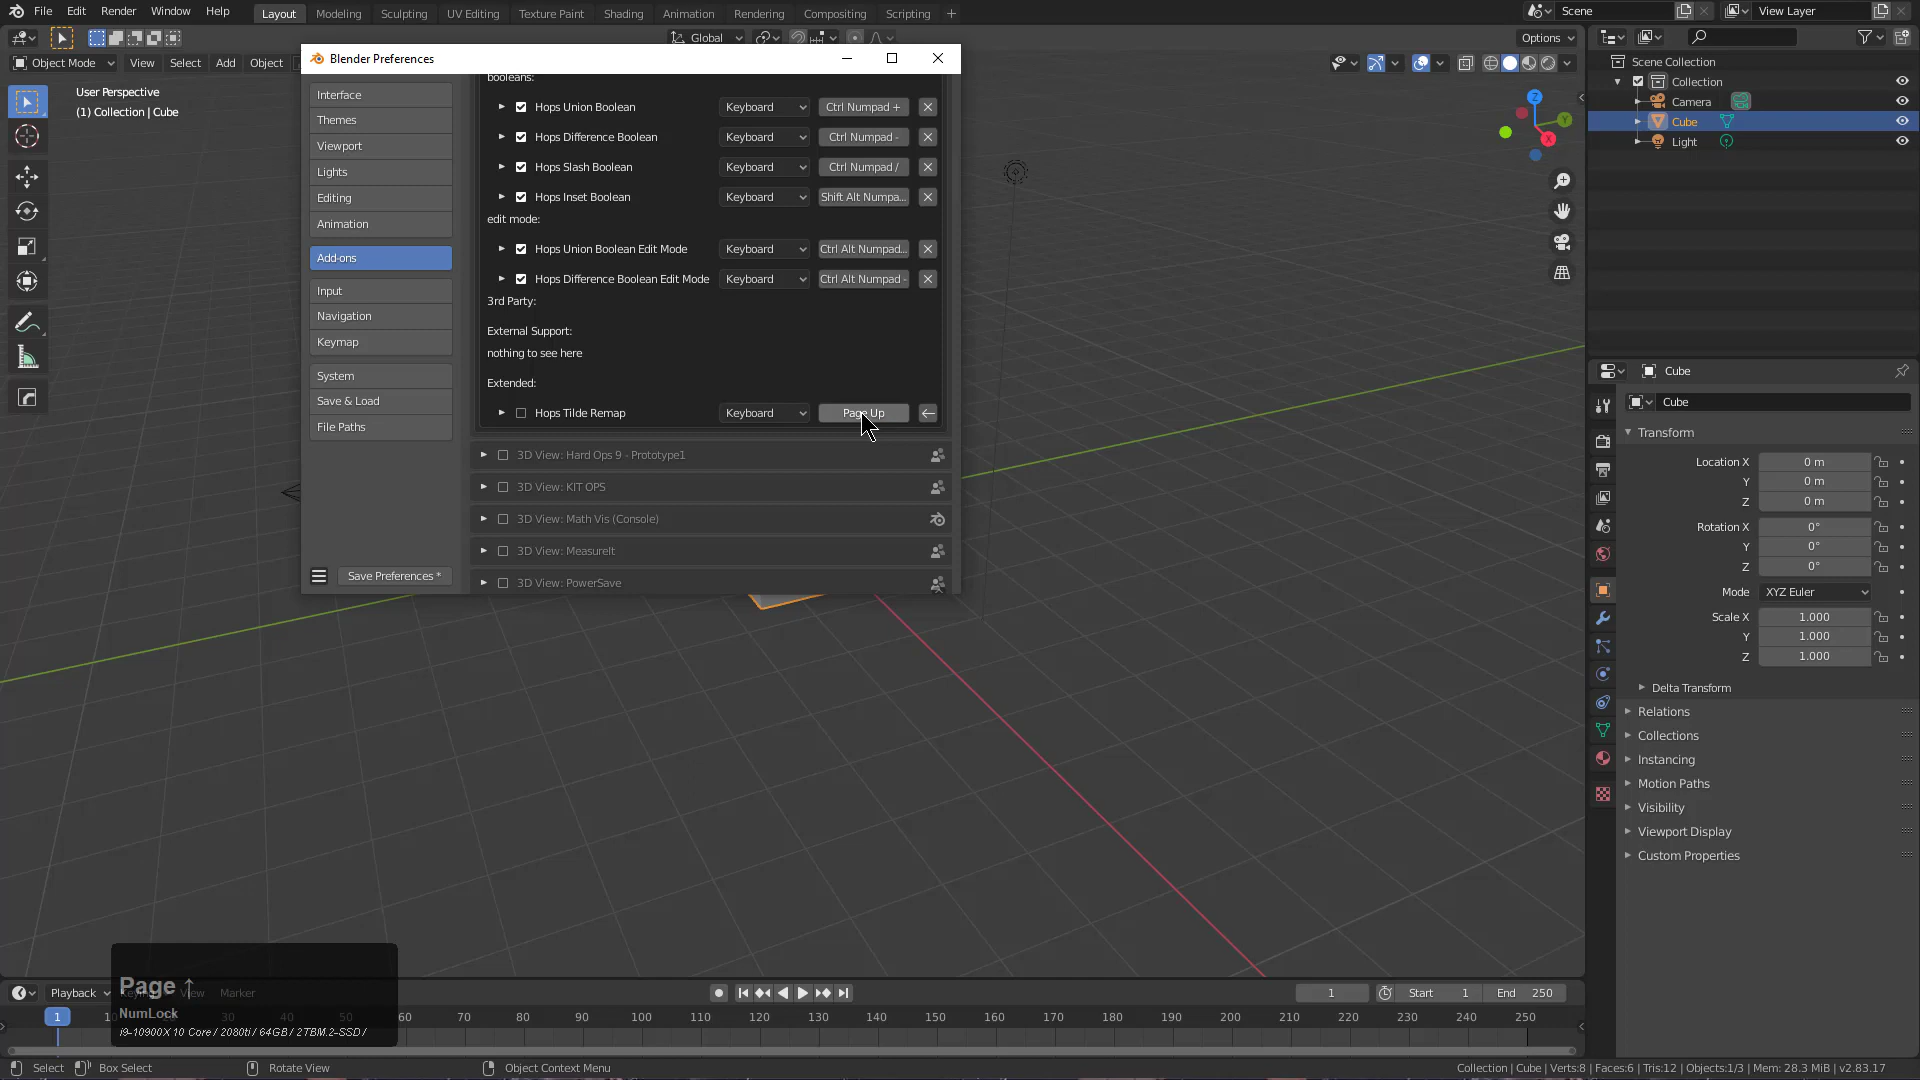 File Edit Render Window Help Layout Modeling Sculpting UV Editing Texture Paint Shading Animation Rendering Compositing Scripting + Scene View Layer
Global Options
Object Mode View Select Add Object
User Perspective
(1) Collection | Cube
Blender Preferences
Interface
Themes
Viewport
Lights
Editing
Animation
Add-ons
Input
Navigation
Keymap
System
Save & Load
File Paths
Save Preferences *
booleans:
Hops Union Boolean Keyboard Ctrl Numpad +
Hops Difference Boolean Keyboard Ctrl Numpad -
Hops Slash Boolean Keyboard Ctrl Numpad /
Hops Inset Boolean Keyboard Shift Alt Numpa...
edit mode:
Hops Union Boolean Edit Mode Keyboard Ctrl Alt Numpad...
Hops Difference Boolean Edit Mode Keyboard Ctrl Alt Numpad -
3rd Party:
External Support:
nothing to see here
Extended:
Hops Tilde Remap Keyboard Page Up
3D View: Hard Ops 9 - Prototype1
3D View: KIT OPS
3D View: Math Vis (Console)
3D View: MeasureIt
3D View: PowerSave
Z
Y
X
Scene Collection
Collection
Camera
Cube
Light
Cube
Cube
Transform
Location X 0 m
Y 0 m
Z 0 m
Rotation X 0°
Y 0°
Z 0°
Mode XYZ Euler
Scale X 1.000
Y 1.000
Z 1.000
Delta Transform
Relations
Collections
Instancing
Motion Paths
Visibility
Viewport Display
Custom Properties
Page ↑
NumLock
i9-10900X 10 Core / 2080ti / 64GB / 2TBM.2-SSD /
Playback Keying View Marker 1 Start 1 End 250
1 10 20 30 40 50 60 70 80 90 100 110 120 130 140 150 160 170 180 190 200 210 220 230 240 250
Select Box Select Rotate View Object Context Menu Collection | Cube | Verts:8 | Faces:6 | Tris:12 | Objects:1/3 | Mem: 28.3 MiB | v2.83.17